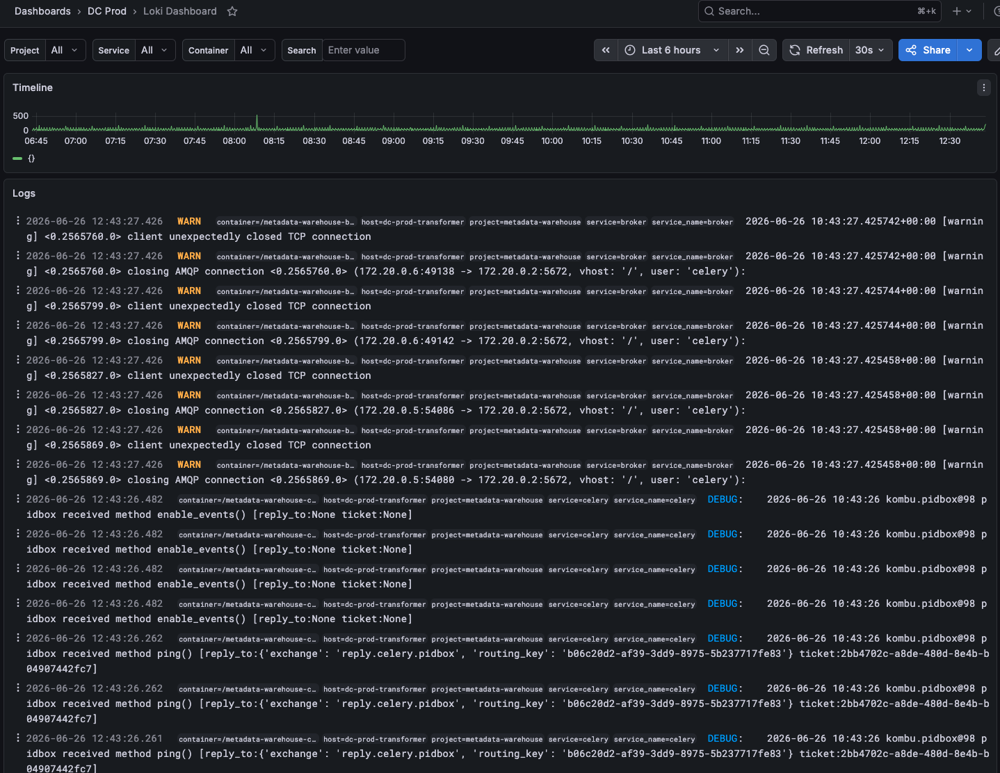 Dashboards › DC Prod › Loki Dashboard
Search... ⌘+k
Project All Service All Container All Search Enter value Last 6 hours Refresh 30s Share
Timeline
500
0
06:45 07:00 07:15 07:30 07:45 08:00 08:15 08:30 08:45 09:00 09:15 09:30 09:45 10:00 10:15 10:30 10:45 11:00 11:15 11:30 11:45 12:00 12:15 12:30
{}
Logs
2026-06-26 12:43:27.426 WARN container=/metadata-warehouse-b… host=dc-prod-transformer project=metadata-warehouse service=broker service_name=broker 2026-06-26 10:43:27.425742+00:00 [warnin
g] <0.2565760.0> client unexpectedly closed TCP connection
2026-06-26 12:43:27.426 WARN container=/metadata-warehouse-b… host=dc-prod-transformer project=metadata-warehouse service=broker service_name=broker 2026-06-26 10:43:27.425742+00:00 [warnin
g] <0.2565760.0> closing AMQP connection <0.2565760.0> (172.20.0.6:49138 -> 172.20.0.2:5672, vhost: '/', user: 'celery'):
2026-06-26 12:43:27.426 WARN container=/metadata-warehouse-b… host=dc-prod-transformer project=metadata-warehouse service=broker service_name=broker 2026-06-26 10:43:27.425744+00:00 [warnin
g] <0.2565799.0> client unexpectedly closed TCP connection
2026-06-26 12:43:27.426 WARN container=/metadata-warehouse-b… host=dc-prod-transformer project=metadata-warehouse service=broker service_name=broker 2026-06-26 10:43:27.425744+00:00 [warnin
g] <0.2565799.0> closing AMQP connection <0.2565799.0> (172.20.0.6:49142 -> 172.20.0.2:5672, vhost: '/', user: 'celery'):
2026-06-26 12:43:27.426 WARN container=/metadata-warehouse-b… host=dc-prod-transformer project=metadata-warehouse service=broker service_name=broker 2026-06-26 10:43:27.425458+00:00 [warnin
g] <0.2565827.0> client unexpectedly closed TCP connection
2026-06-26 12:43:27.426 WARN container=/metadata-warehouse-b… host=dc-prod-transformer project=metadata-warehouse service=broker service_name=broker 2026-06-26 10:43:27.425458+00:00 [warnin
g] <0.2565827.0> closing AMQP connection <0.2565827.0> (172.20.0.5:54086 -> 172.20.0.2:5672, vhost: '/', user: 'celery'):
2026-06-26 12:43:27.426 WARN container=/metadata-warehouse-b… host=dc-prod-transformer project=metadata-warehouse service=broker service_name=broker 2026-06-26 10:43:27.425458+00:00 [warnin
g] <0.2565869.0> client unexpectedly closed TCP connection
2026-06-26 12:43:27.426 WARN container=/metadata-warehouse-b… host=dc-prod-transformer project=metadata-warehouse service=broker service_name=broker 2026-06-26 10:43:27.425458+00:00 [warnin
g] <0.2565869.0> closing AMQP connection <0.2565869.0> (172.20.0.5:54080 -> 172.20.0.2:5672, vhost: '/', user: 'celery'):
2026-06-26 12:43:26.482 container=/metadata-warehouse-c… host=dc-prod-transformer project=metadata-warehouse service=celery service_name=celery DEBUG: 2026-06-26 10:43:26 kombu.pidbox@98 p
idbox received method enable_events() [reply_to:None ticket:None]
2026-06-26 12:43:26.482 container=/metadata-warehouse-c… host=dc-prod-transformer project=metadata-warehouse service=celery service_name=celery DEBUG: 2026-06-26 10:43:26 kombu.pidbox@98 p
idbox received method enable_events() [reply_to:None ticket:None]
2026-06-26 12:43:26.482 container=/metadata-warehouse-c… host=dc-prod-transformer project=metadata-warehouse service=celery service_name=celery DEBUG: 2026-06-26 10:43:26 kombu.pidbox@98 p
idbox received method enable_events() [reply_to:None ticket:None]
2026-06-26 12:43:26.482 container=/metadata-warehouse-c… host=dc-prod-transformer project=metadata-warehouse service=celery service_name=celery DEBUG: 2026-06-26 10:43:26 kombu.pidbox@98 p
idbox received method enable_events() [reply_to:None ticket:None]
2026-06-26 12:43:26.262 container=/metadata-warehouse-c… host=dc-prod-transformer project=metadata-warehouse service=celery service_name=celery DEBUG: 2026-06-26 10:43:26 kombu.pidbox@98 p
idbox received method ping() [reply_to:{'exchange': 'reply.celery.pidbox', 'routing_key': 'b06c20d2-af39-3dd9-8975-5b237717fe83'} ticket:2bb4702c-a8de-480d-8e4b-b
04907442fc7]
2026-06-26 12:43:26.262 container=/metadata-warehouse-c… host=dc-prod-transformer project=metadata-warehouse service=celery service_name=celery DEBUG: 2026-06-26 10:43:26 kombu.pidbox@98 p
idbox received method ping() [reply_to:{'exchange': 'reply.celery.pidbox', 'routing_key': 'b06c20d2-af39-3dd9-8975-5b237717fe83'} ticket:2bb4702c-a8de-480d-8e4b-b
04907442fc7]
2026-06-26 12:43:26.261 container=/metadata-warehouse-c… host=dc-prod-transformer project=metadata-warehouse service=celery service_name=celery DEBUG: 2026-06-26 10:43:26 kombu.pidbox@98 p
idbox received method ping() [reply_to:{'exchange': 'reply.celery.pidbox', 'routing_key': 'b06c20d2-af39-3dd9-8975-5b237717fe83'} ticket:2bb4702c-a8de-480d-8e4b-b
04907442fc7]